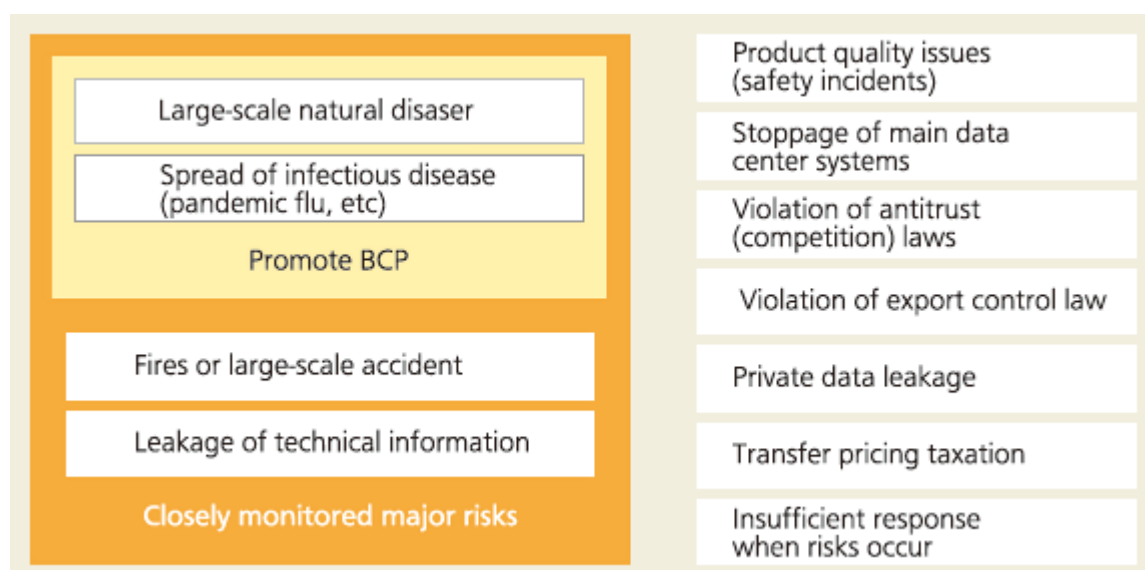 Large-scale natural disaser
Spread of infectious disease
(pandemic flu, etc)
Promote BCP
Fires or large-scale accident
Leakage of technical information
Closely monitored major risks
Product quality issues
(safety incidents)
Stoppage of main data
center systems
Violation of antitrust
(competition) laws
Violation of export control law
Private data leakage
Transfer pricing taxation
Insufficient response
when risks occur